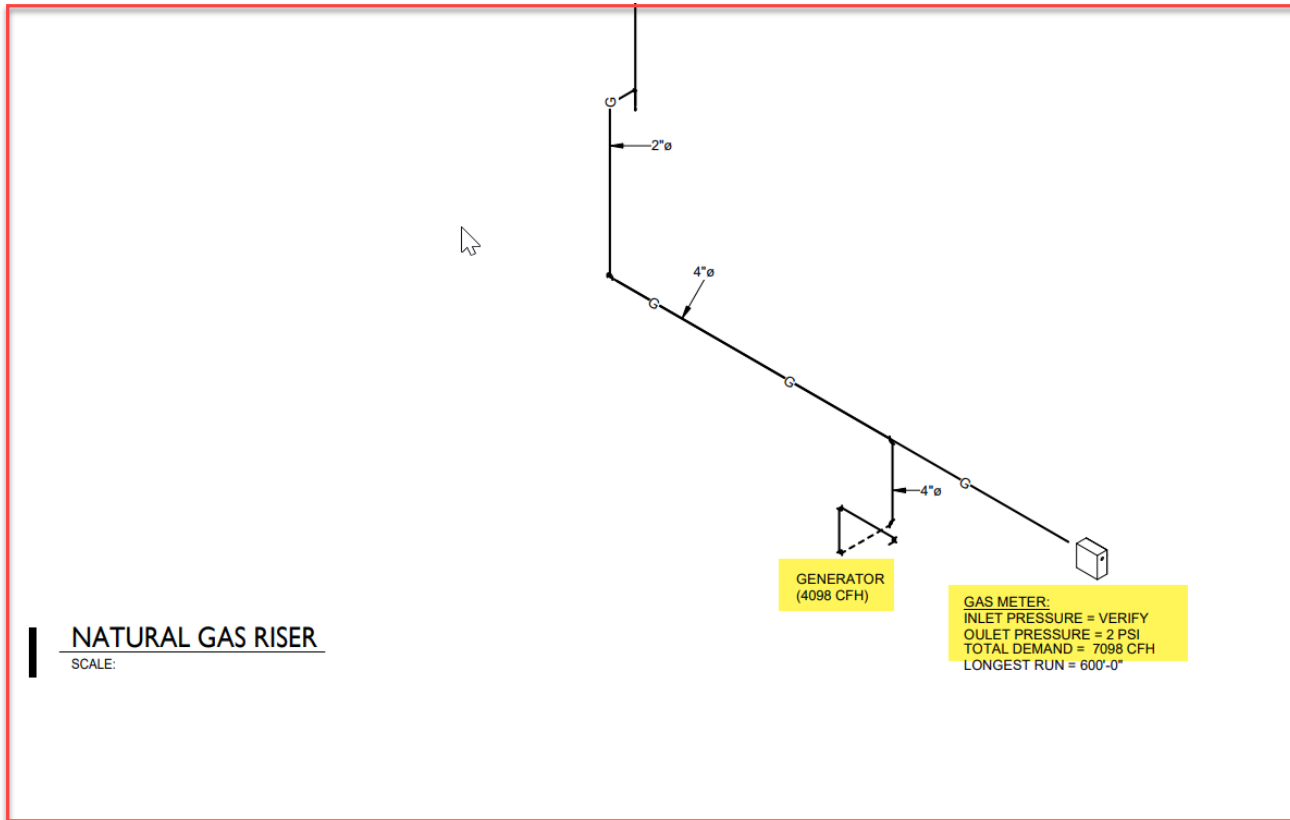 G
2"ø
4"ø
G
G
4"ø
G
GENERATOR
(4098 CFH)
GAS METER:
INLET PRESSURE = VERIFY
OULET PRESSURE = 2 PSI
TOTAL DEMAND = 7098 CFH
LONGEST RUN = 600'-0"
NATURAL GAS RISER
SCALE: